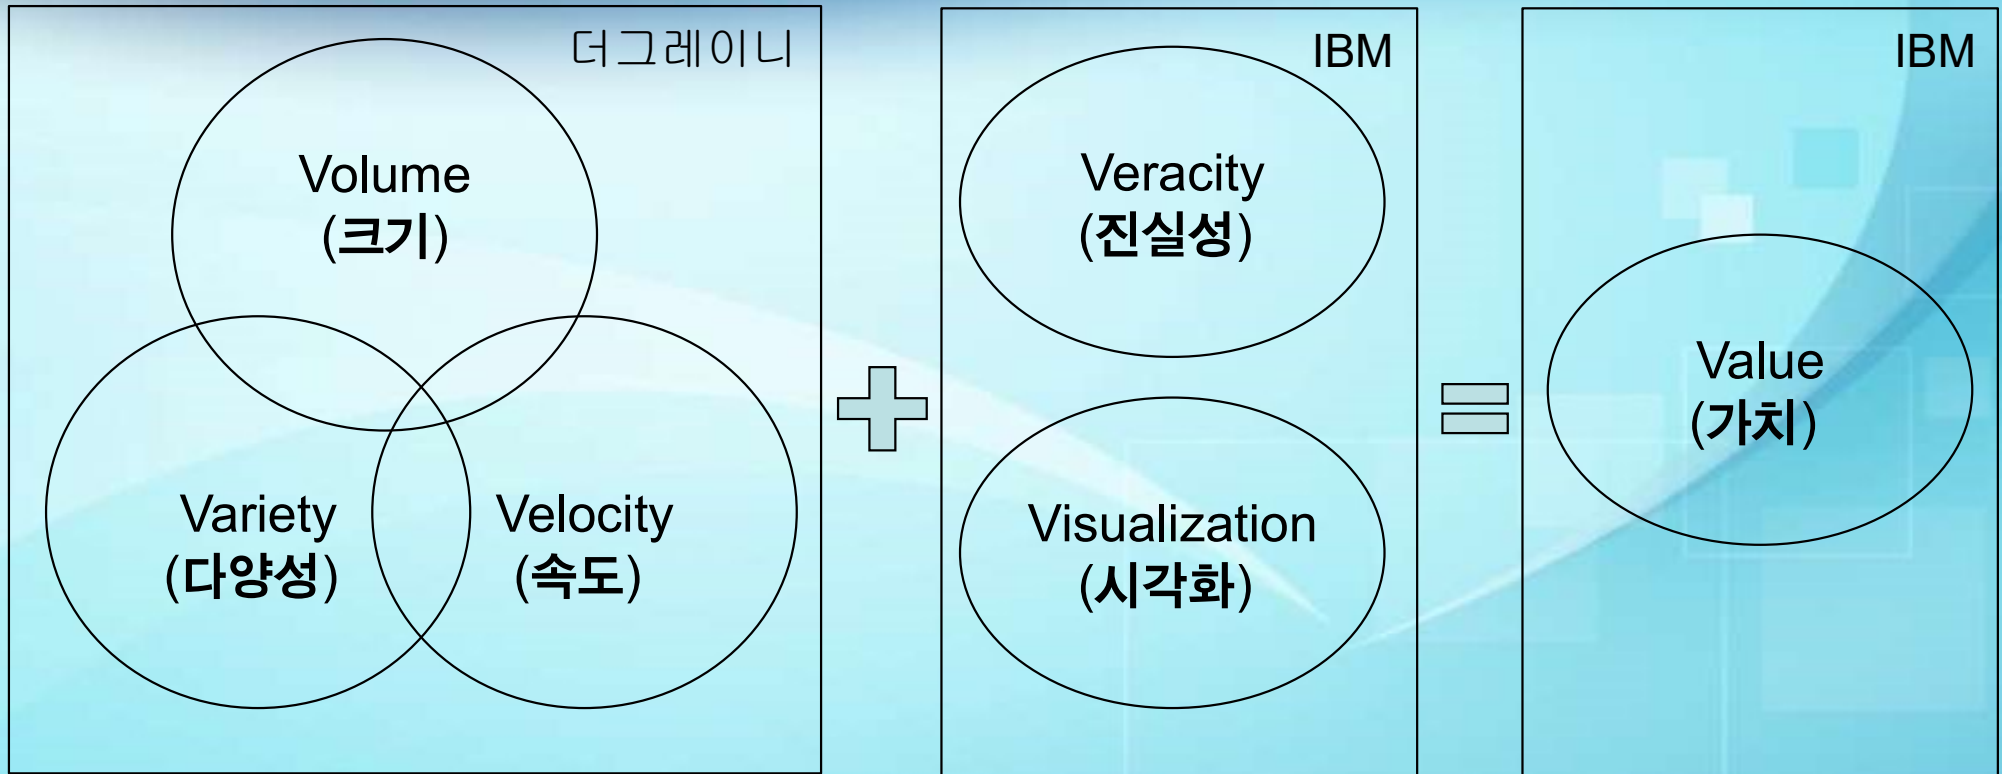 더그레이니
Volume
(크기)
Variety
(다양성)
Velocity
(속도)
IBM
Veracity
(진실성)
Visualization
(시각화)
IBM
Value
(가치)